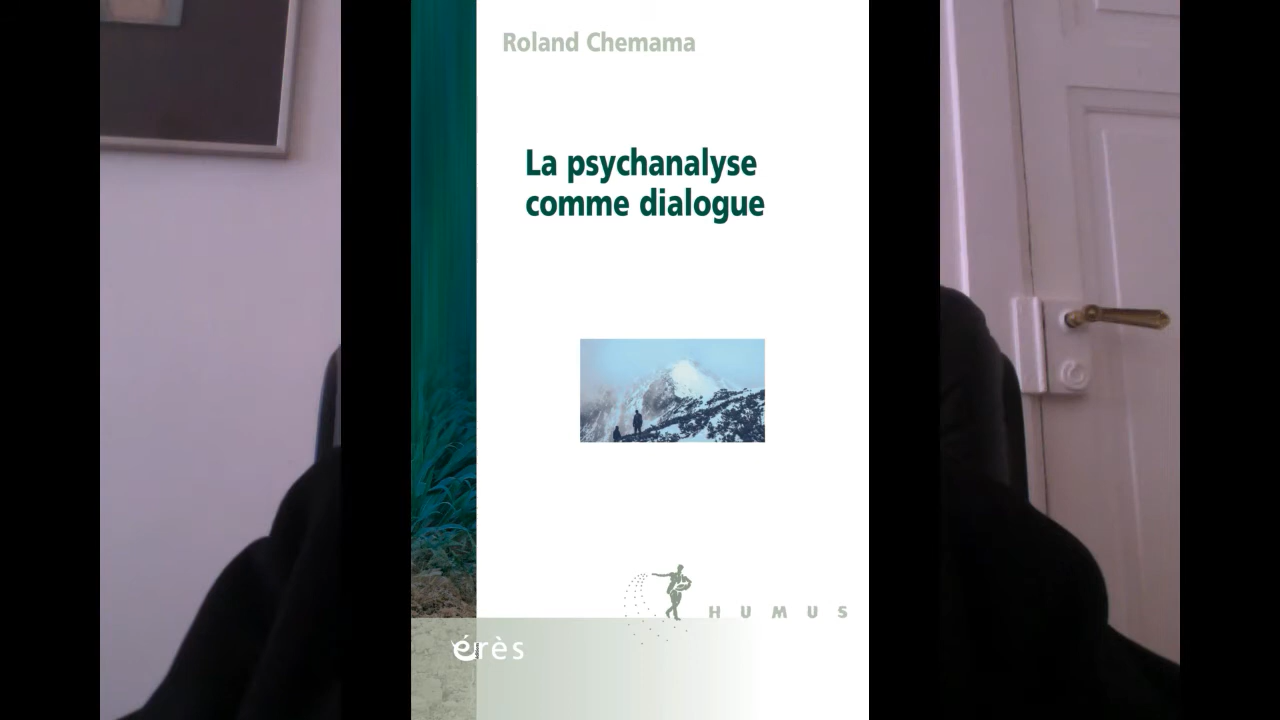 Roland Chemama
La psychanalyse
comme dialogue
HUMUS
érès